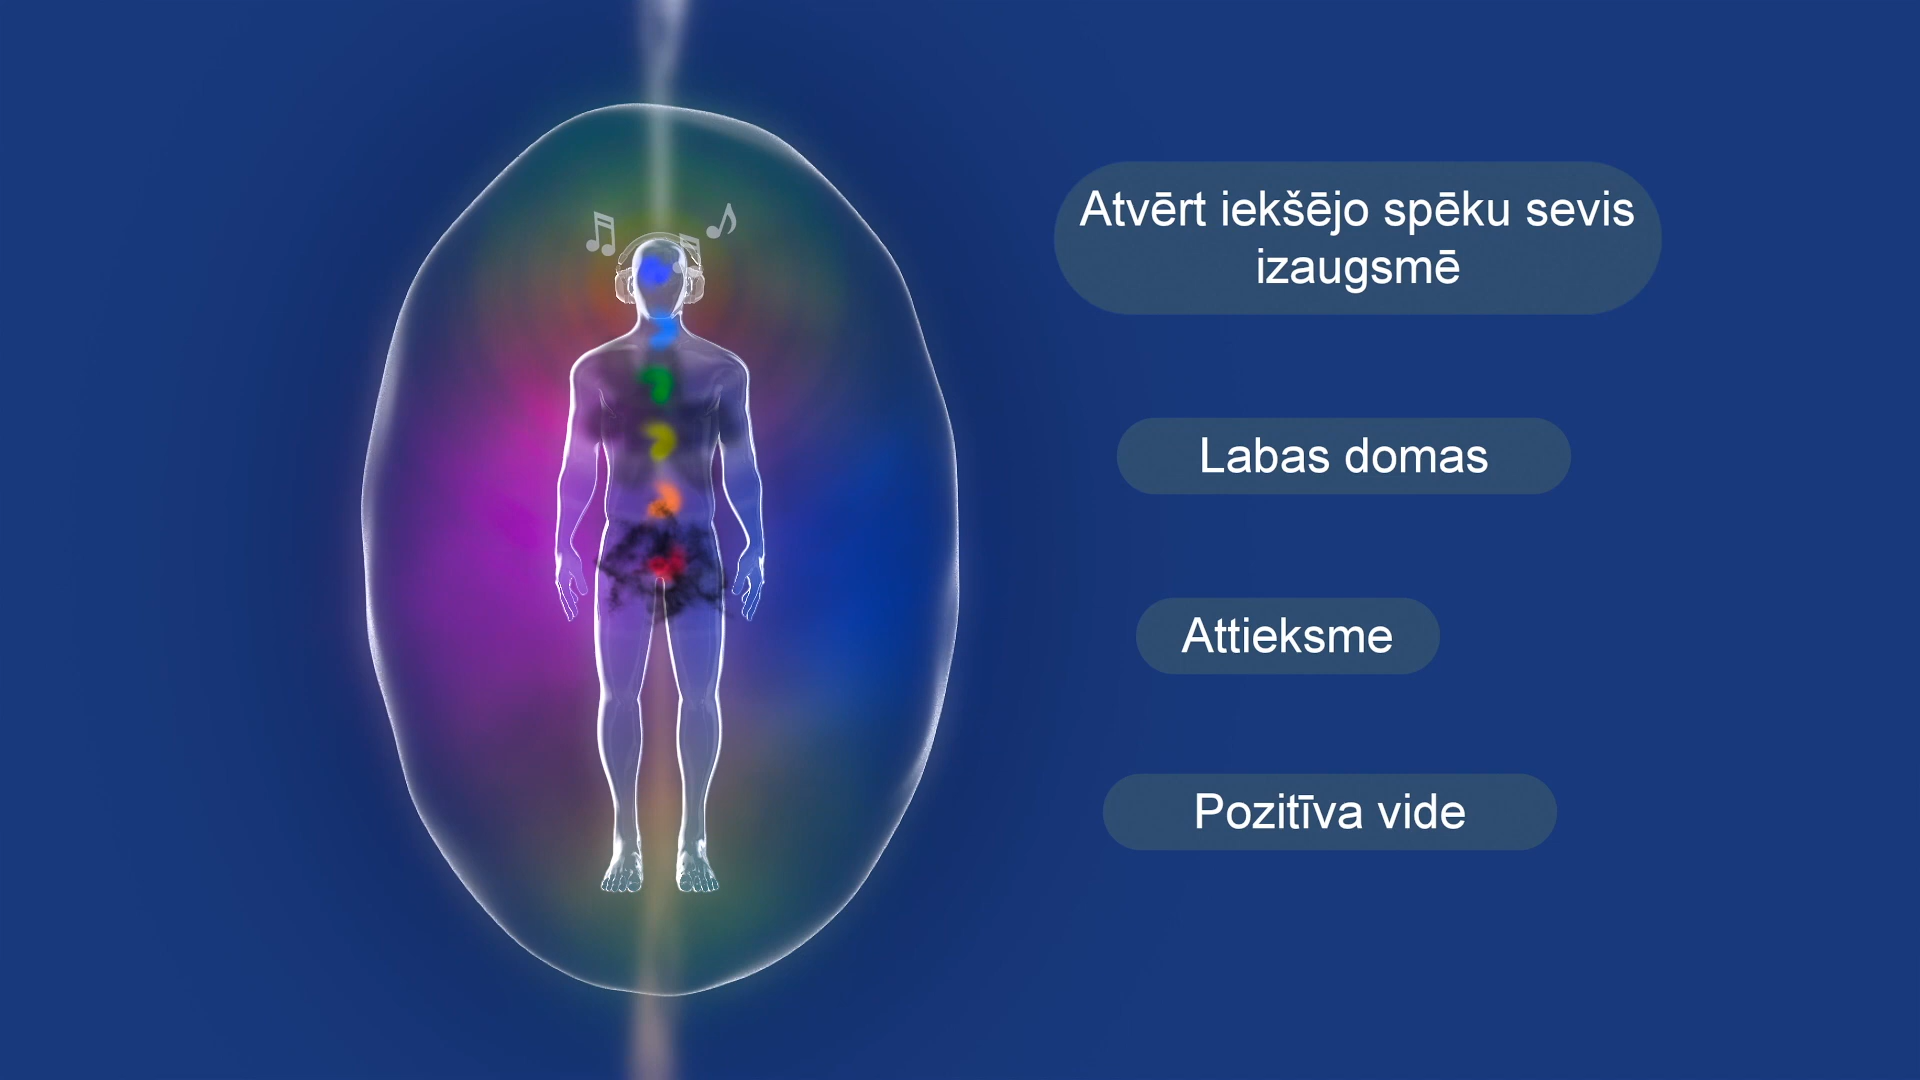 Atvērt iekšējo spēku sevis
izaugsmē
Labas domas
Attieksme
Pozitīva vide